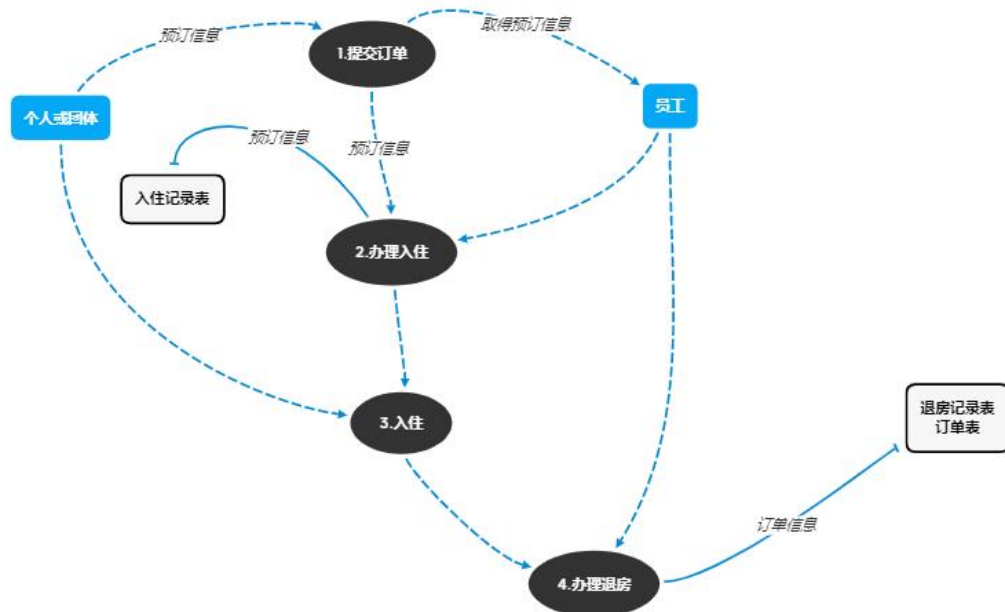 预订信息
取得预订信息
1.提交订单
个人或团体
员工
预订信息
预订信息
入住记录表
2.办理入住
3.入住
退房记录表
订单表
订单信息
4.办理退房